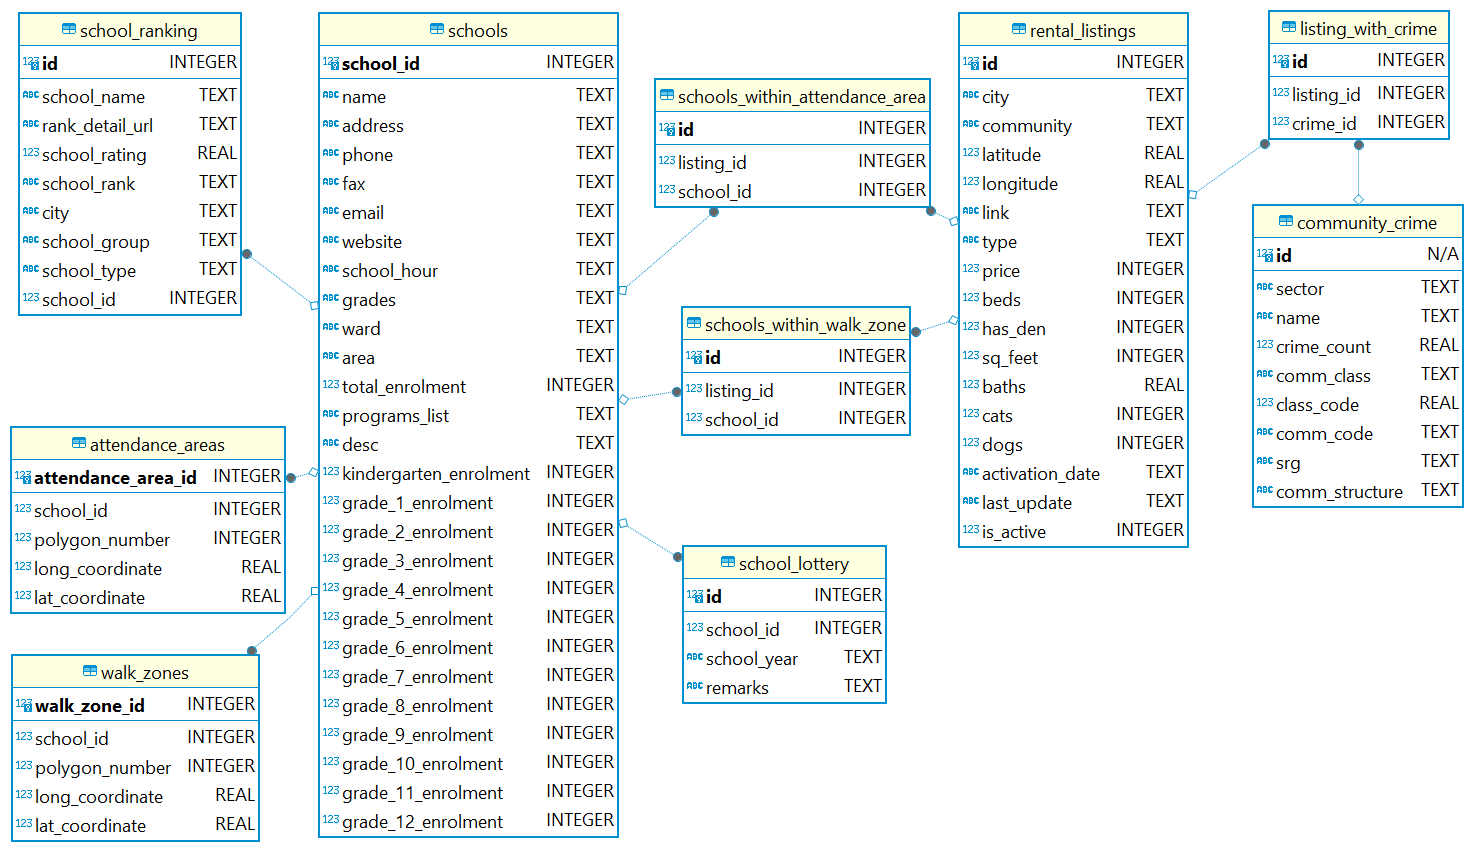 school_ranking
id INTEGER
school_name TEXT
rank_detail_url TEXT
school_rating REAL
school_rank TEXT
city TEXT
school_group TEXT
school_type TEXT
school_id INTEGER
schools
school_id INTEGER
name TEXT
address TEXT
phone TEXT
fax TEXT
email TEXT
website TEXT
school_hour TEXT
grades TEXT
ward TEXT
area TEXT
total_enrolment INTEGER
programs_list TEXT
desc TEXT
kindergarten_enrolment INTEGER
grade_1_enrolment INTEGER
grade_2_enrolment INTEGER
grade_3_enrolment INTEGER
grade_4_enrolment INTEGER
grade_5_enrolment INTEGER
grade_6_enrolment INTEGER
grade_7_enrolment INTEGER
grade_8_enrolment INTEGER
grade_9_enrolment INTEGER
grade_10_enrolment INTEGER
grade_11_enrolment INTEGER
grade_12_enrolment INTEGER
attendance_areas
attendance_area_id INTEGER
school_id INTEGER
polygon_number INTEGER
long_coordinate REAL
lat_coordinate REAL
walk_zones
walk_zone_id INTEGER
school_id INTEGER
polygon_number INTEGER
long_coordinate REAL
lat_coordinate REAL
schools_within_attendance_area
id INTEGER
listing_id INTEGER
school_id INTEGER
schools_within_walk_zone
id INTEGER
listing_id INTEGER
school_id INTEGER
school_lottery
id INTEGER
school_id INTEGER
school_year TEXT
remarks TEXT
rental_listings
id INTEGER
city TEXT
community TEXT
latitude REAL
longitude REAL
link TEXT
type TEXT
price INTEGER
beds INTEGER
has_den INTEGER
sq_feet INTEGER
baths REAL
cats INTEGER
dogs INTEGER
activation_date TEXT
last_update TEXT
is_active INTEGER
listing_with_crime
id INTEGER
listing_id INTEGER
crime_id INTEGER
community_crime
id N/A
sector TEXT
name TEXT
crime_count REAL
comm_class TEXT
class_code REAL
comm_code TEXT
srg TEXT
comm_structure TEXT